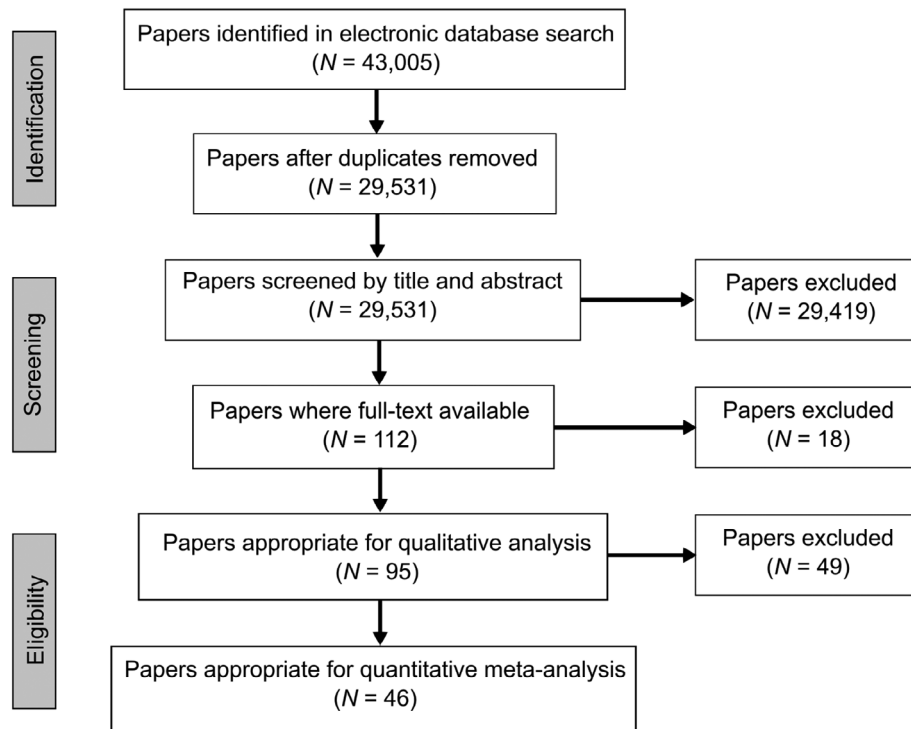 Identification
Papers identified in electronic database search
(N = 43,005)
Papers after duplicates removed
(N = 29,531)
Screening
Papers screened by title and abstract
(N = 29,531)
Papers excluded
(N = 29,419)
Papers where full-text available
(N = 112)
Papers excluded
(N = 18)
Eligibility
Papers appropriate for qualitative analysis
(N = 95)
Papers excluded
(N = 49)
Papers appropriate for quantitative meta-analysis
(N = 46)